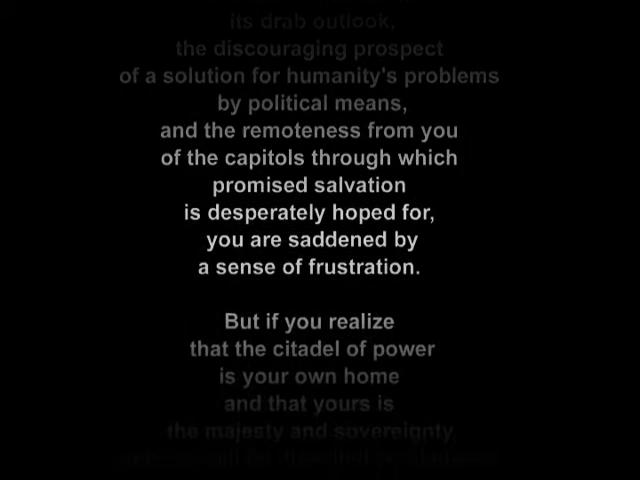 its drab outlook,
the discouraging prospect
of a solution for humanity's problems
by political means,
and the remoteness from you
of the capitols through which
promised salvation
is desperately hoped for,
you are saddened by
a sense of frustration.
But if you realize
that the citadel of power
is your own home
and that yours is
the majesty and sovereignty,